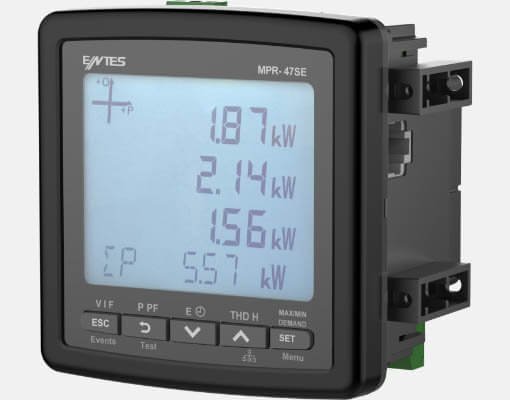 ENTES
MPR- 47SE
+Q
+P
1.87 kW
2.14 kW
1.56 kW
ΣP 5.57 kW
V I F P PF E THD H MAX/MIN DEMAND
ESC SET
Events Test Menu